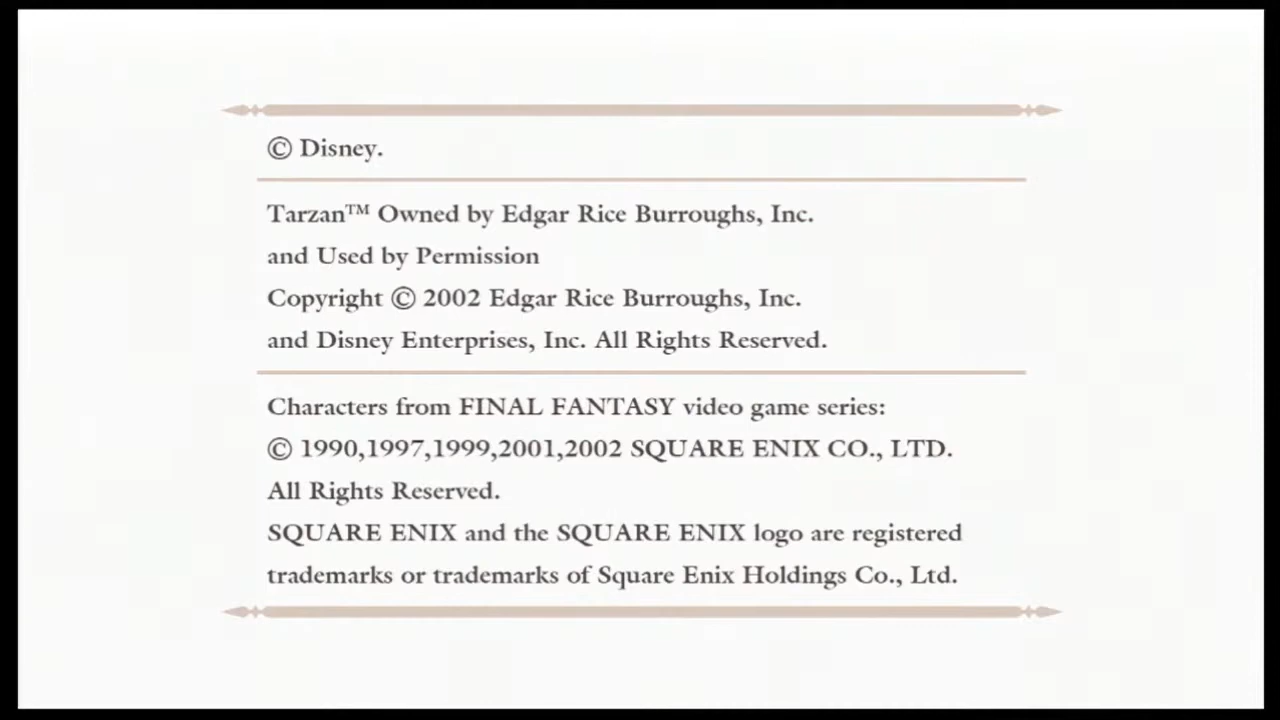 © Disney.
Tarzan™ Owned by Edgar Rice Burroughs, Inc.
and Used by Permission
Copyright © 2002 Edgar Rice Burroughs, Inc.
and Disney Enterprises, Inc. All Rights Reserved.
Characters from FINAL FANTASY video game series:
© 1990,1997,1999,2001,2002 SQUARE ENIX CO., LTD.
All Rights Reserved.
SQUARE ENIX and the SQUARE ENIX logo are registered
trademarks or trademarks of Square Enix Holdings Co., Ltd.